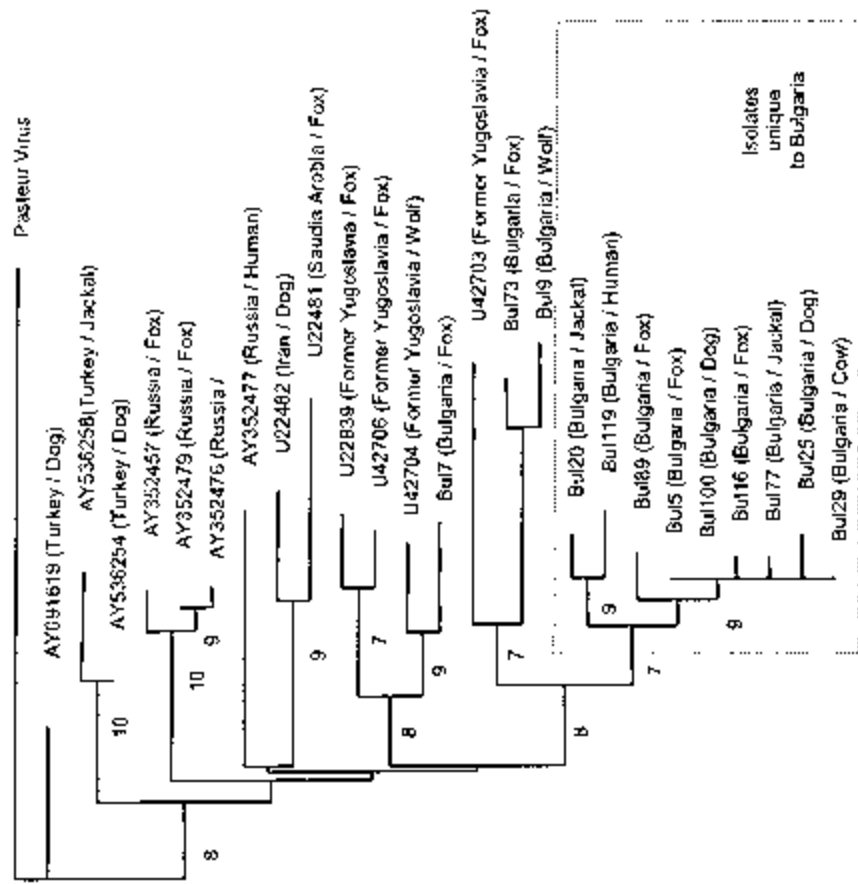 Pasteur Virus
AY091619 (Turkey / Dog)
AY536258(Turkey / Jackal)
AY536254 (Turkey / Dog)
AY352457 (Russia / Fox)
AY352479 (Russia / Fox)
AY352476 (Russia /
AY352477 (Russia / Human)
U22482 (Iran / Dog)
U22481 (Saudia Arobia / Fox)
U22839 (Former Yugoslavia / Fox)
U42706 (Former Yugoslavia / Fox)
U42704 (Former Yugoslavia / Wolf)
Bul7 (Bulgaria / Fox)
U42703 (Former Yugoslavia / Fox)
Bul73 (Bulgaria / Fox)
Bul9 (Bulgaria / Wolf)
Bul20 (Bulgaria / Jackal)
Bul119 (Bulgaria / Human)
Bul89 (Bulgaria / Fox)
Bul5 (Bulgaria / Fox)
Bul100 (Bulgaria / Dog)
Bul16 (Bulgaria / Fox)
Bul77 (Bulgaria / Jackal)
Bul25 (Bulgaria / Dog)
Bul29 (Bulgaria / Cow)
Isolates
unique
to Bulgaria
8
10
10
9
9
7
9
8
7
8
9
7
9